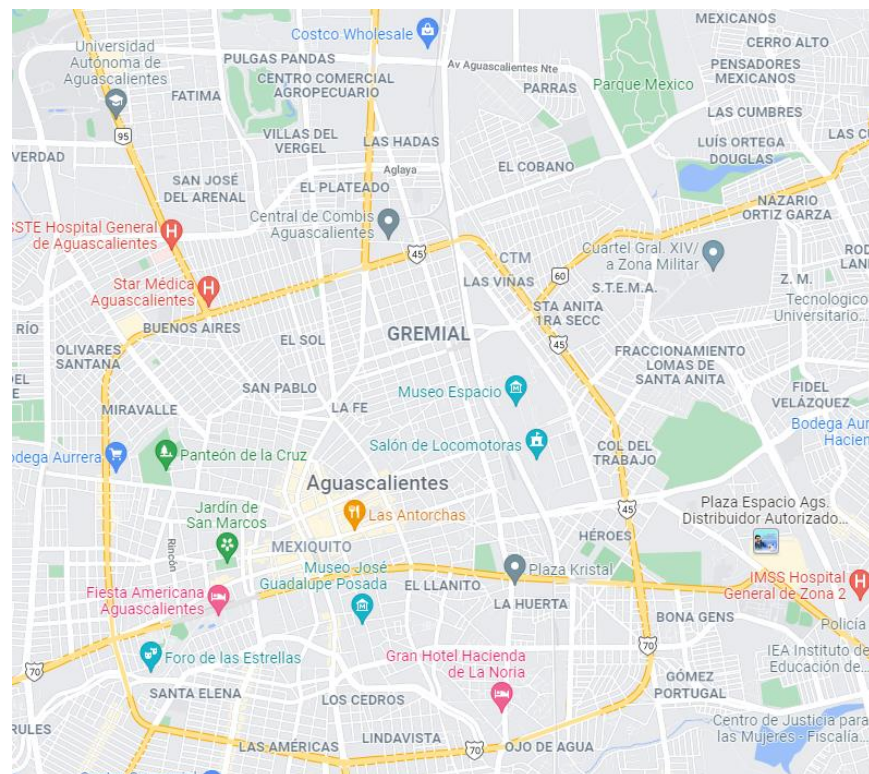 MEXICANOS
Costco Wholesale
Universidad
Autónoma de
Aguascalientes
CERRO ALTO
PULGAS PANDAS
Av Aguascalientes Nte
PENSADORES
MEXICANOS
CENTRO COMERCIAL
AGROPECUARIO
PARRAS
Parque Mexico
FATIMA
LAS CUMBRES
95
VILLAS DEL
VERGEL
LAS HADAS
LUÍS ORTEGA
DOUGLAS
LAS CU
VERDAD
Aglaya
EL COBANO
SAN JOSÉ
DEL ARENAL
EL PLATEADO
NAZARIO
ORTIZ GARZA
SSTE Hospital General
de Aguascalientes
Central de Combis
Aguascalientes
45
CTM
Cuartel Gral. XIV/
a Zona Militar
ROD
LAN
Star Médica
Aguascalientes
LAS VIÑAS
60
S.T.E.M.A.
Z. M.
STA ANITA
1RA SECC
Tecnologico
Universitario...
RÍO
BUENOS AIRES
EL SOL
GREMIAL
45
OLIVARES
SANTANA
FRACCIONAMIENTO
LOMAS DE
SANTA ANITA
DEL
E
SAN PABLO
Museo Espacio
FIDEL
VELÁZQUEZ
MIRAVALLE
LA FE
Bodega Aur
Hacien
odega Aurrera
Panteón de la Cruz
Salón de Locomotoras
COL DEL
TRABAJO
Aguascalientes
Jardín de
San Marcos
Las Antorchas
45
Plaza Espacio Ags.
Distribuidor Autorizado...
Rincón
MEXIQUITO
HÉROES
Museo José
Guadalupe Posada
Plaza Kristal
Fiesta Americana
Aguascalientes
EL LLANITO
LA HUERTA
IMSS Hospital
General de Zona 2
BONA GENS
Policía
70
Foro de las Estrellas
Gran Hotel Hacienda
de La Noria
70
IEA Instituto de
Educación de...
SANTA ELENA
LOS CEDROS
GÓMEZ
PORTUGAL
RULES
LAS AMÉRICAS
LINDAVISTA
70
OJO DE AGUA
Centro de Justicia para
las Mujeres - Fiscalía...